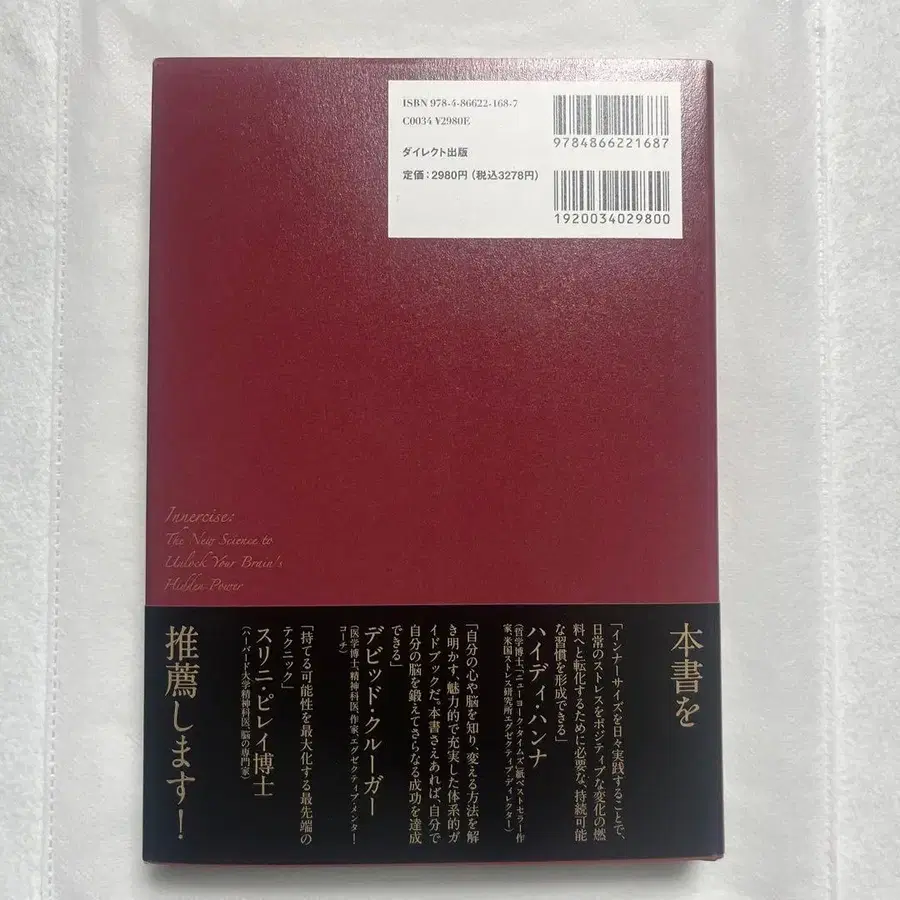 ISBN 978-4-86622-168-7
C0034 ¥2980E
ダイレクト出版
定価：2980円（税込3278円）
9784866221687
1920034029800
Innercise:
The New Science to
Unlock Your Brain's
Hidden Power
本書を
「インナーサイズを日々実践することで、
日常のストレスをポジティブな変化の燃
料へと転化するために必要な、持続可能
な習慣を形成できる」
ハイディ・ハンナ
（哲学博士、「ニューヨーク・タイムズ」紙ベストセラー作
家、米国ストレス研究所エグゼクティブ・ディレクター）
「自分の心や脳を知り、変える方法を解
き明かす、魅力的で充実した体系的ガ
イドブックだ。本書さえあれば、自分で
自分の脳を鍛えてさらなる成功を達成
できる」
デビッド・クルーガー
（医学博士、精神科医、作家、エグゼクティブ・メンター・
コーチ）
「持てる可能性を最大化する最先端の
テクニック」
スリニ・ピレイ博士
（ハーバード大学精神科医、脳の専門家）
推薦します！